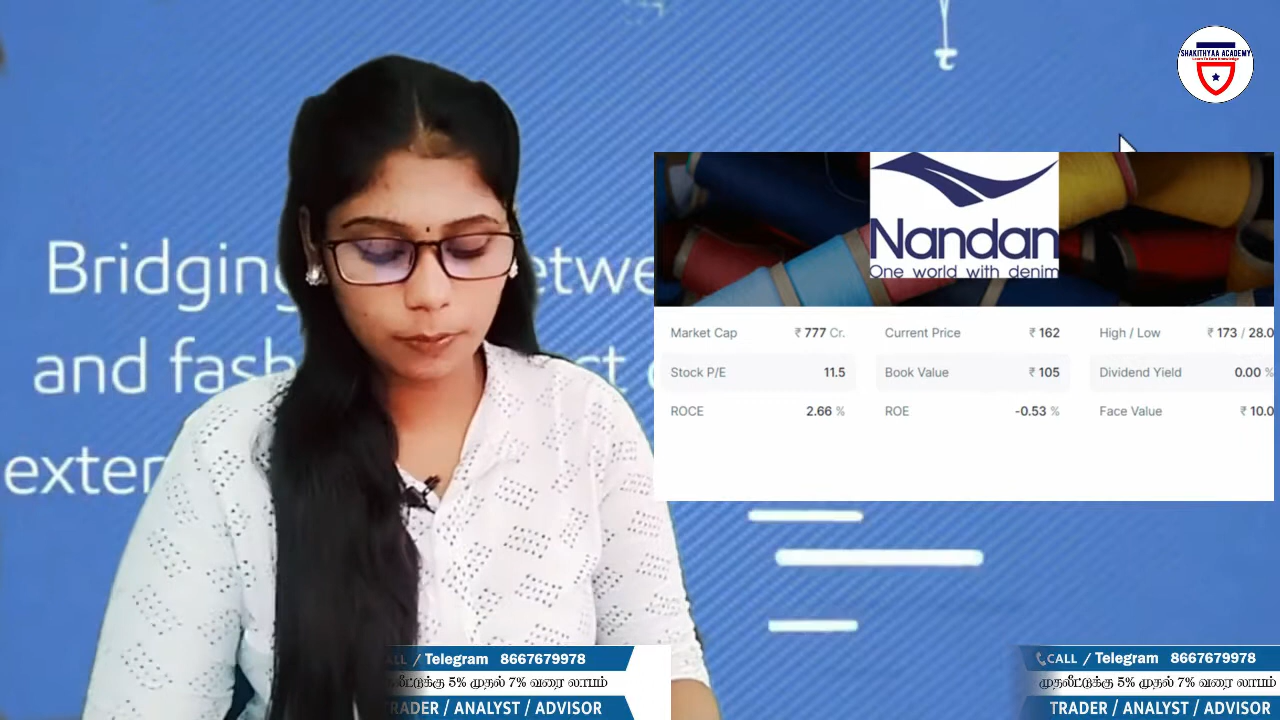 SHAKITHYAA ACADEMY
Bridging
and fash
exter
Nandan
One world with denim
Market Cap ₹ 777 Cr. Current Price ₹ 162 High / Low ₹ 173 / 28.0
Stock P/E 11.5 Book Value ₹ 105 Dividend Yield 0.00 %
ROCE 2.66 % ROE -0.53 % Face Value ₹ 10.0
/ Telegram 8667679978
5% முதல் 7% வரை லாபம்
TRADER / ANALYST / ADVISOR
CALL / Telegram 8667679978
முதலீட்டுக்கு 5% முதல் 7% வரை லாபம்
TRADER / ANALYST / ADVISOR